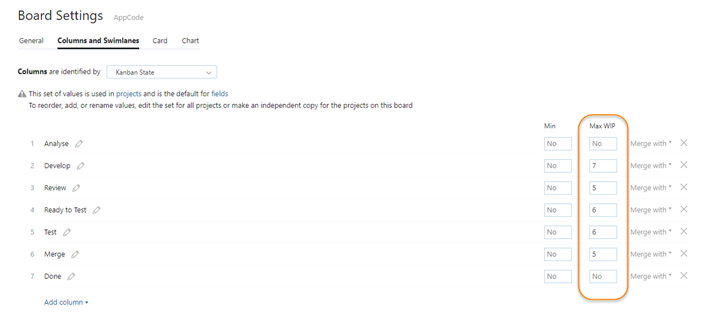 Board Settings AppCode
General Columns and Swimlanes Card Chart
Columns are identified by Kanban State
This set of values is used in projects and is the default for fields
To reorder, add, or rename values, edit the set for all projects or make an independent copy for the projects on this board
Min Max WIP
1 Analyse No No Merge with ˅
2 Develop No 7 Merge with ˅
3 Review No 5 Merge with ˅
4 Ready to Test No 6 Merge with ˅
5 Test No 6 Merge with ˅
6 Merge No 5 Merge with ˅
7 Done No No Merge with ˅
Add column